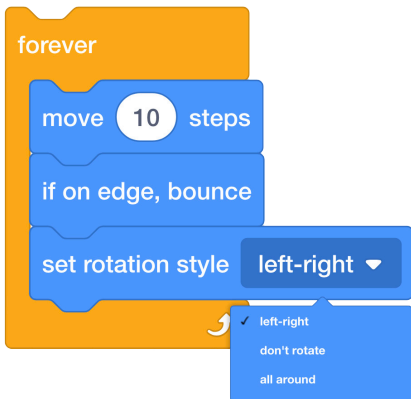 forever
move 10 steps
if on edge, bounce
set rotation style left-right
left-right
don't rotate
all around